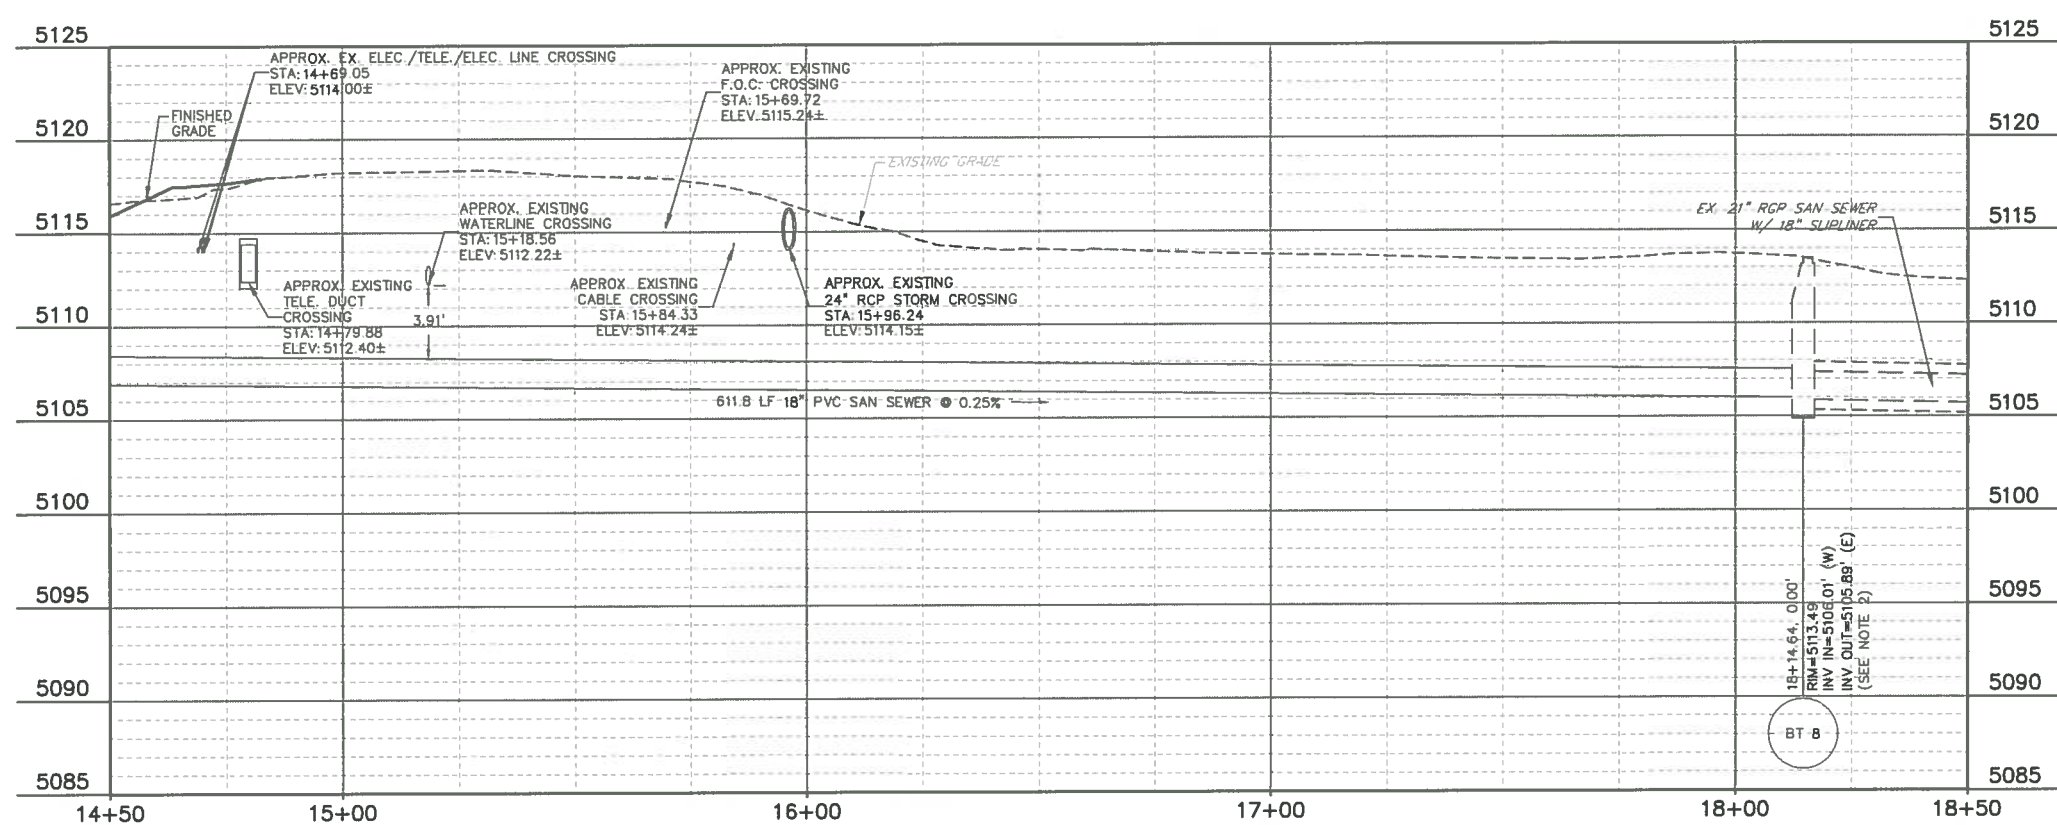 5125
5120
5115
5110
5105
5100
5095
5090
5085
APPROX. EX. ELEC./TELE./ELEC. LINE CROSSING
STA: 14+69.05
ELEV: 5114.00±
FINISHED
GRADE
APPROX. EXISTING
F.O.C. CROSSING
STA: 15+69.72
ELEV. 5115.24±
EXISTING GRADE
APPROX. EXISTING
WATERLINE CROSSING
STA: 15+18.56
ELEV: 5112.22±
EX. 21" RCP SAN SEWER
W/ 18" SLIPLINER
APPROX. EXISTING
TELE. DUCT
CROSSING
STA: 14+79.88
ELEV: 5112.40±
3.91'
APPROX. EXISTING
CABLE CROSSING
STA: 15+84.33
ELEV: 5114.24±
APPROX. EXISTING
24" RCP STORM CROSSING
STA: 15+96.24
ELEV: 5114.15±
611.8 LF 18" PVC SAN SEWER @ 0.25%
18+14.64, 0.00'
RIM=5113.49
INV IN=5106.01' (W)
INV. OUT=5105.89' (E)
(SEE NOTE 2)
BT 8
5125
5120
5115
5110
5105
5100
5095
5090
5085
14+50
15+00
16+00
17+00
18+00
18+50